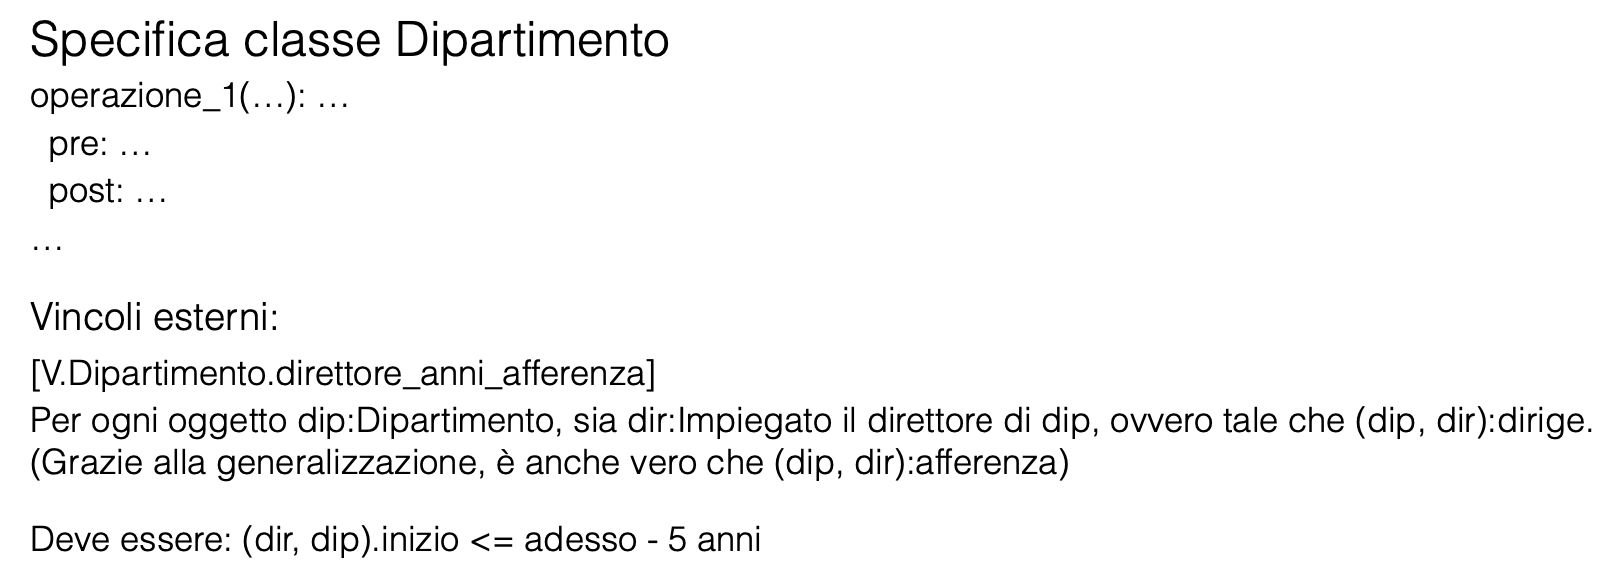 Specifica classe Dipartimento
operazione_1(…): …
pre: …
post: …
…
Vincoli esterni:
[V.Dipartimento.direttore_anni_afferenza]
Per ogni oggetto dip:Dipartimento, sia dir:Impiegato il direttore di dip, ovvero tale che (dip, dir):dirige.
(Grazie alla generalizzazione, è anche vero che (dip, dir):afferenza)
Deve essere: (dir, dip).inizio <= adesso - 5 anni